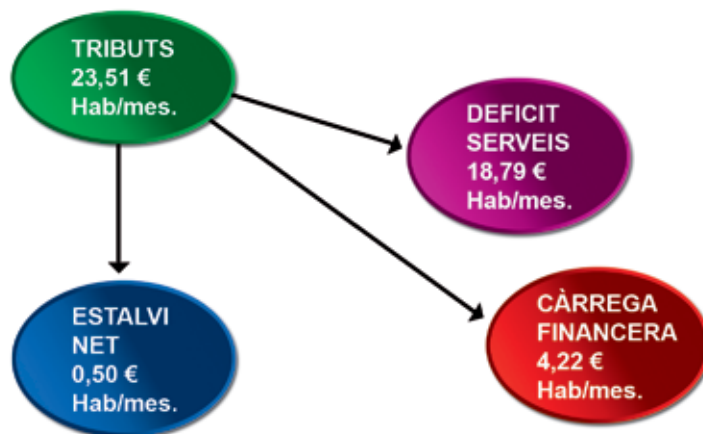 TRIBUTS
23,51 €
Hab/mes.
DEFICIT
SERVEIS
18,79 €
Hab/mes.
ESTALVI
NET
0,50 €
Hab/mes.
CÀRREGA
FINANCERA
4,22 €
Hab/mes.